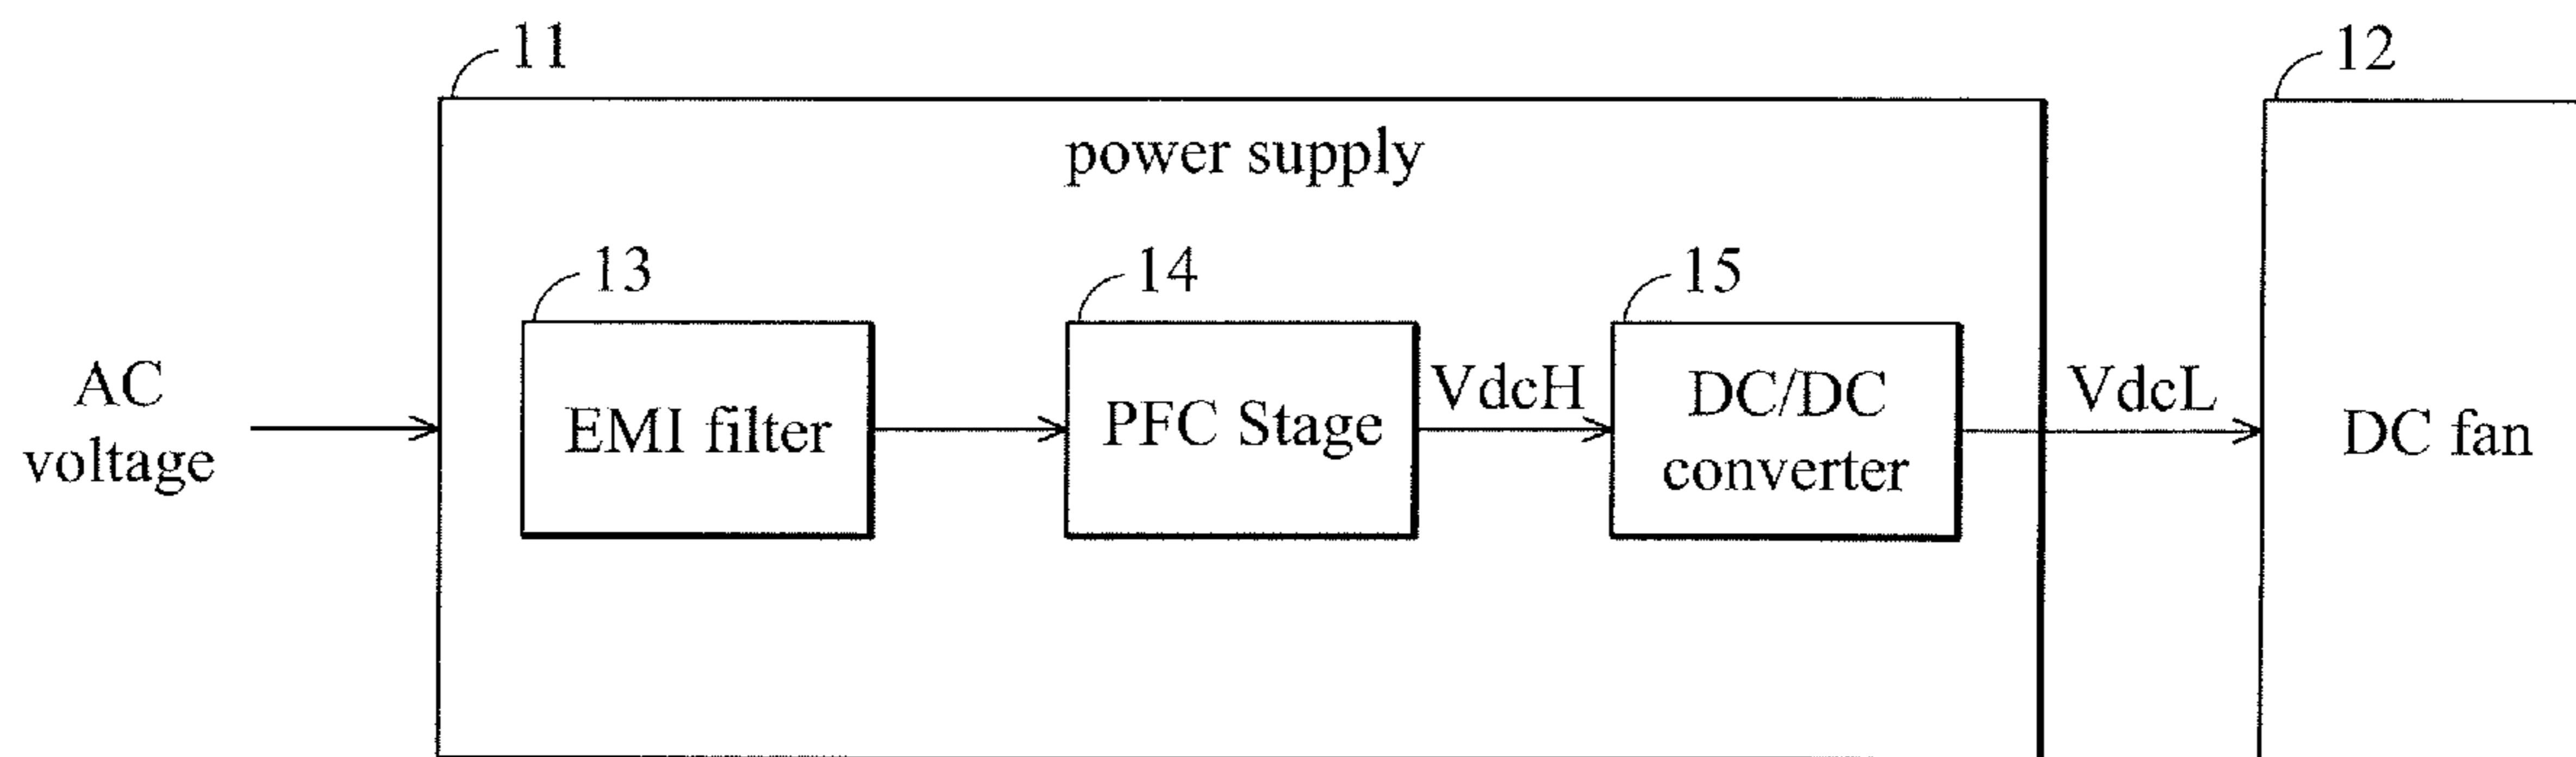 11
12
power supply
13
14
15
AC
voltage
EMI filter
PFC Stage
VdcH
DC/DC
converter
VdcL
DC fan